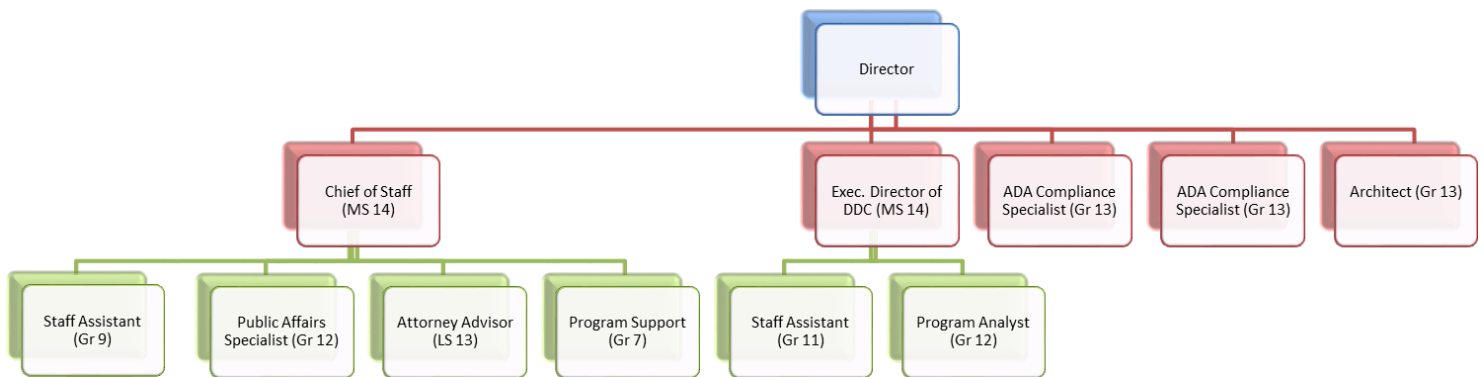 Director
Chief of Staff
(MS 14)
Exec. Director of
DDC (MS 14)
ADA Compliance
Specialist (Gr 13)
ADA Compliance
Specialist (Gr 13)
Architect (Gr 13)
Staff Assistant
(Gr 9)
Public Affairs
Specialist (Gr 12)
Attorney Advisor
(LS 13)
Program Support
(Gr 7)
Staff Assistant
(Gr 11)
Program Analyst
(Gr 12)